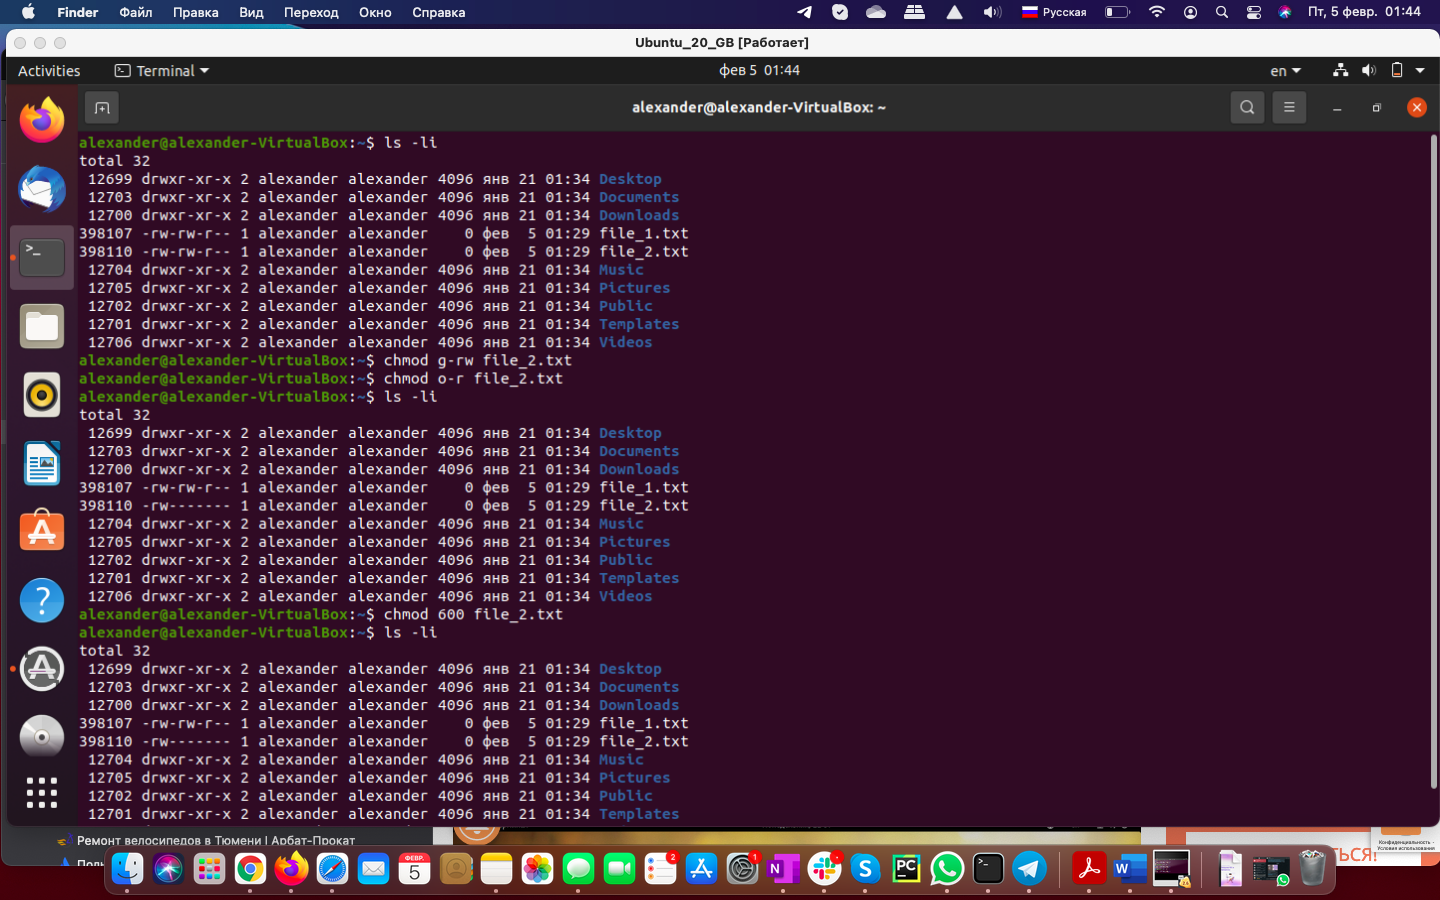 Finder Файл Правка Вид Переход Окно Справка Русская Пт, 5 февр. 01:44
Ubuntu_20_GB [Работает]
Activities Terminal фев 5 01:44 en
alexander@alexander-VirtualBox: ~
alexander@alexander-VirtualBox:~$ ls -li
total 32
12699 drwxr-xr-x 2 alexander alexander 4096 янв 21 01:34 Desktop
12703 drwxr-xr-x 2 alexander alexander 4096 янв 21 01:34 Documents
12700 drwxr-xr-x 2 alexander alexander 4096 янв 21 01:34 Downloads
398107 -rw-rw-r-- 1 alexander alexander 0 фев 5 01:29 file_1.txt
398110 -rw-rw-r-- 1 alexander alexander 0 фев 5 01:29 file_2.txt
12704 drwxr-xr-x 2 alexander alexander 4096 янв 21 01:34 Music
12705 drwxr-xr-x 2 alexander alexander 4096 янв 21 01:34 Pictures
12702 drwxr-xr-x 2 alexander alexander 4096 янв 21 01:34 Public
12701 drwxr-xr-x 2 alexander alexander 4096 янв 21 01:34 Templates
12706 drwxr-xr-x 2 alexander alexander 4096 янв 21 01:34 Videos
alexander@alexander-VirtualBox:~$ chmod g-rw file_2.txt
alexander@alexander-VirtualBox:~$ chmod o-r file_2.txt
alexander@alexander-VirtualBox:~$ ls -li
total 32
12699 drwxr-xr-x 2 alexander alexander 4096 янв 21 01:34 Desktop
12703 drwxr-xr-x 2 alexander alexander 4096 янв 21 01:34 Documents
12700 drwxr-xr-x 2 alexander alexander 4096 янв 21 01:34 Downloads
398107 -rw-rw-r-- 1 alexander alexander 0 фев 5 01:29 file_1.txt
398110 -rw------- 1 alexander alexander 0 фев 5 01:29 file_2.txt
12704 drwxr-xr-x 2 alexander alexander 4096 янв 21 01:34 Music
12705 drwxr-xr-x 2 alexander alexander 4096 янв 21 01:34 Pictures
12702 drwxr-xr-x 2 alexander alexander 4096 янв 21 01:34 Public
12701 drwxr-xr-x 2 alexander alexander 4096 янв 21 01:34 Templates
12706 drwxr-xr-x 2 alexander alexander 4096 янв 21 01:34 Videos
alexander@alexander-VirtualBox:~$ chmod 600 file_2.txt
alexander@alexander-VirtualBox:~$ ls -li
total 32
12699 drwxr-xr-x 2 alexander alexander 4096 янв 21 01:34 Desktop
12703 drwxr-xr-x 2 alexander alexander 4096 янв 21 01:34 Documents
12700 drwxr-xr-x 2 alexander alexander 4096 янв 21 01:34 Downloads
398107 -rw-rw-r-- 1 alexander alexander 0 фев 5 01:29 file_1.txt
398110 -rw------- 1 alexander alexander 0 фев 5 01:29 file_2.txt
12704 drwxr-xr-x 2 alexander alexander 4096 янв 21 01:34 Music
12705 drwxr-xr-x 2 alexander alexander 4096 янв 21 01:34 Pictures
12702 drwxr-xr-x 2 alexander alexander 4096 янв 21 01:34 Public
12701 drwxr-xr-x 2 alexander alexander 4096 янв 21 01:34 Templates
Ремонт велосипедов в Тюмени | Арбат-Прокат
Конфиденциальность -
Условия использования
ТЬСЯ!
ФЕВР.
5
2
1